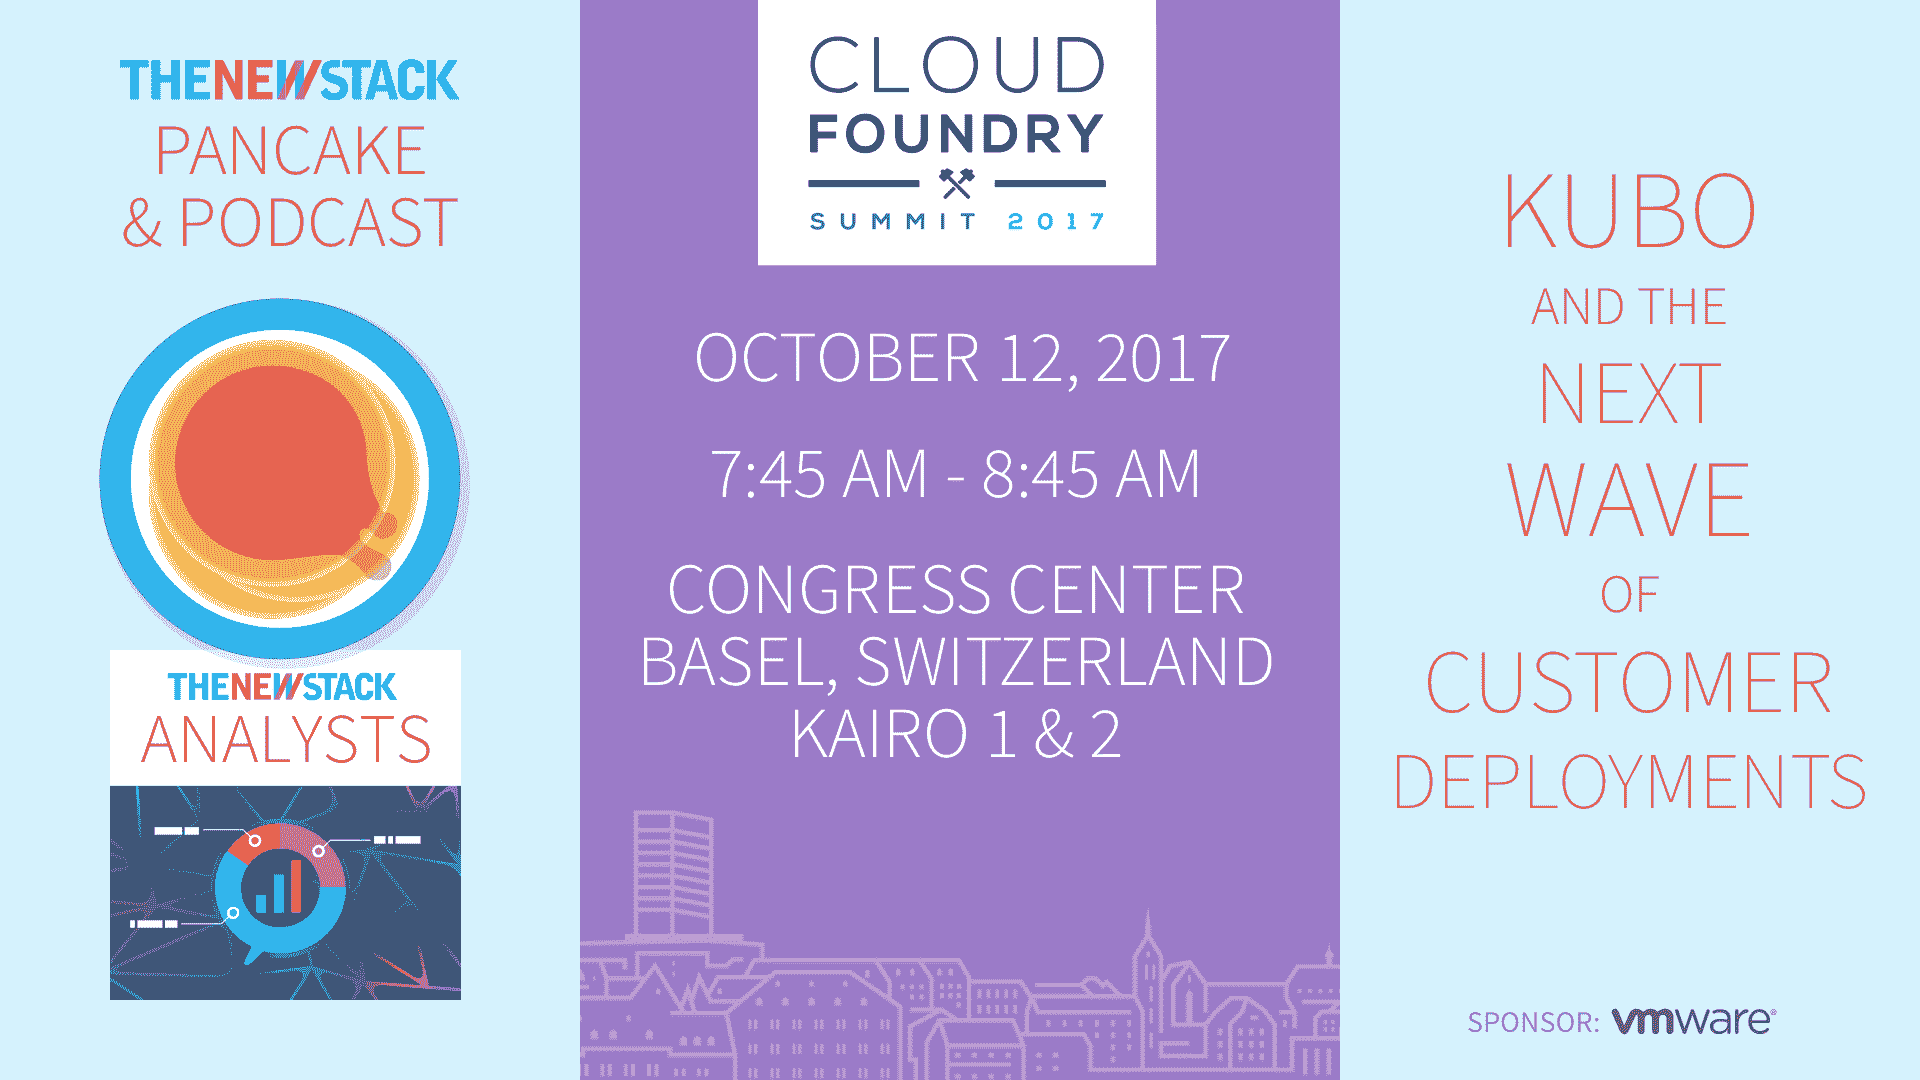 THENEWSTACK
PANCAKE
& PODCAST
THENEWSTACK
ANALYSTS
CLOUD
FOUNDRY
SUMMIT 2017
OCTOBER 12, 2017
7:45 AM - 8:45 AM
CONGRESS CENTER
BASEL, SWITZERLAND
KAIRO 1 & 2
KUBO
AND THE
NEXT
WAVE
OF
CUSTOMER
DEPLOYMENTS
SPONSOR: vmware®